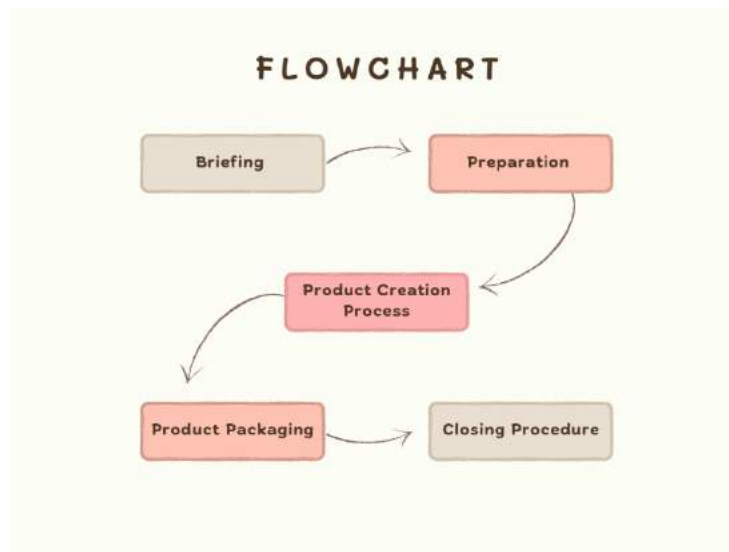 FLOWCHART
Briefing
Preparation
Product Creation
Process
Product Packaging
Closing Procedure